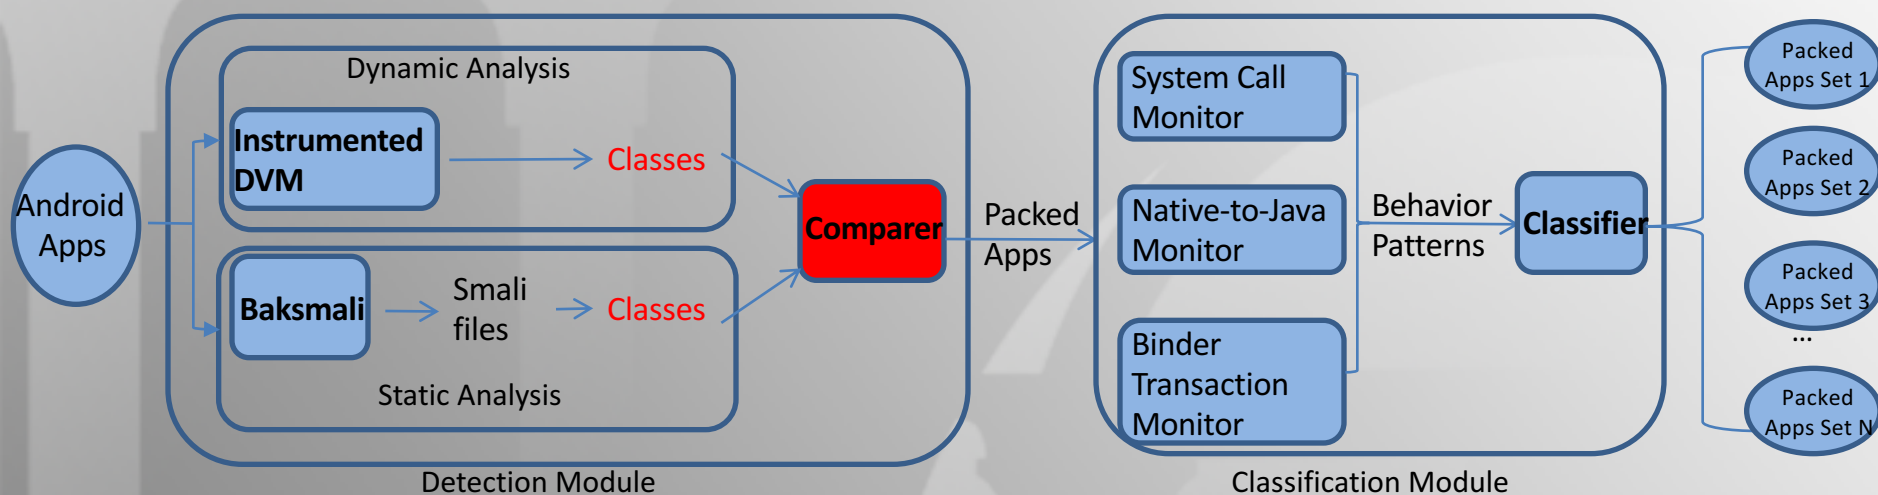 Android
Apps
Dynamic Analysis
Instrumented
DVM
Classes
Baksmali
Smali
files
Classes
Static Analysis
Comparer
Detection Module
Packed
Apps
System Call
Monitor
Native-to-Java
Monitor
Binder
Transaction
Monitor
Behavior
Patterns
Classifier
Classification Module
Packed
Apps Set 1
Packed
Apps Set 2
Packed
Apps Set 3
...
Packed
Apps Set N